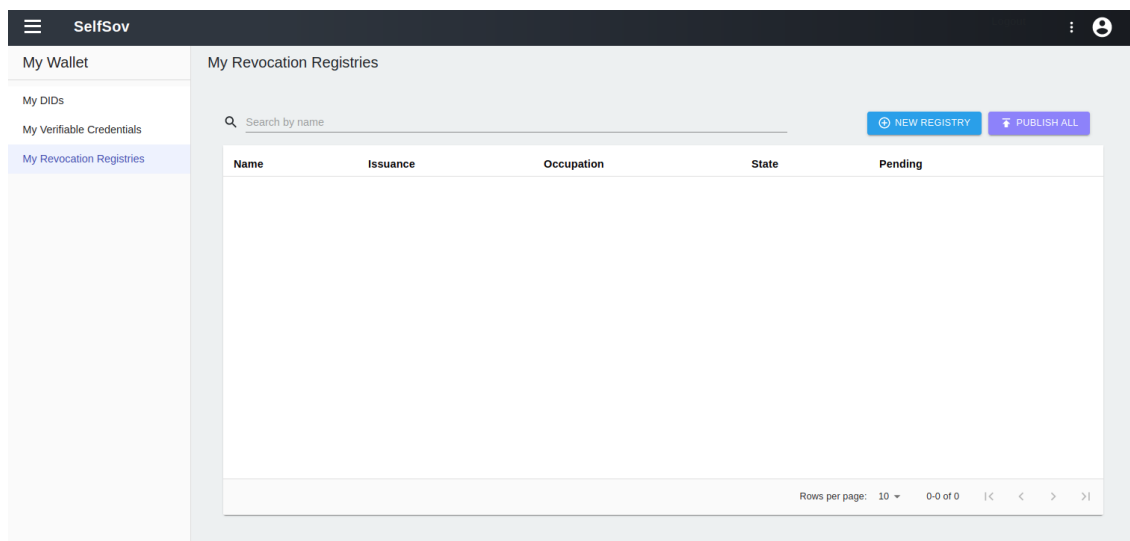 SelfSov
My Wallet
My DIDs
My Verifiable Credentials
My Revocation Registries
My Revocation Registries
Search by name
NEW REGISTRY
PUBLISH ALL
Name Issuance Occupation State Pending
Rows per page: 10 0-0 of 0